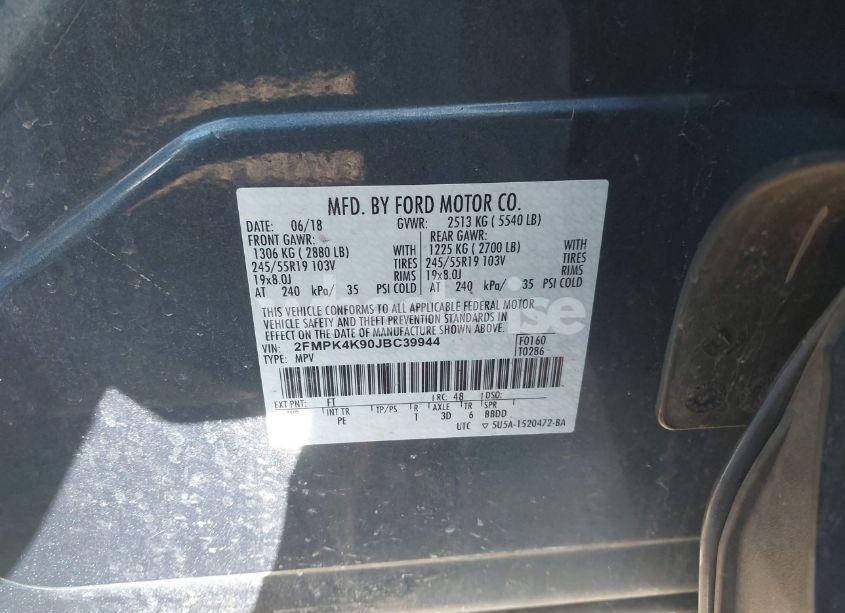 MFD. BY FORD MOTOR CO.
DATE: 06/18 GVWR: 2513 KG ( 5540 LB)
FRONT GAWR: REAR GAWR:
1306 KG ( 2880 LB) WITH 1225 KG ( 2700 LB) WITH
245/55R19 103V TIRES 245/55R19 103V TIRES
19x8.0J RIMS 19x8.0J RIMS
AT 240 kPa/ 35 PSI COLD AT 240 kPa/ 35 PSI COLD
THIS VEHICLE CONFORMS TO ALL APPLICABLE FEDERAL MOTOR
VEHICLE SAFETY AND THEFT PREVENTION STANDARDS IN
EFFECT ON THE DATE OF MANUFACTURE SHOWN ABOVE.
VIN: 2FMPK4K90JBC39944 F0160
TYPE: MPV T0286
EXT PNT: FT RC: 48 DSO:
INT TR TP/PS R AXLE TR SPR
PE T 3D 6 BBDD
UTC ▽ 5U5A-1520472-BA